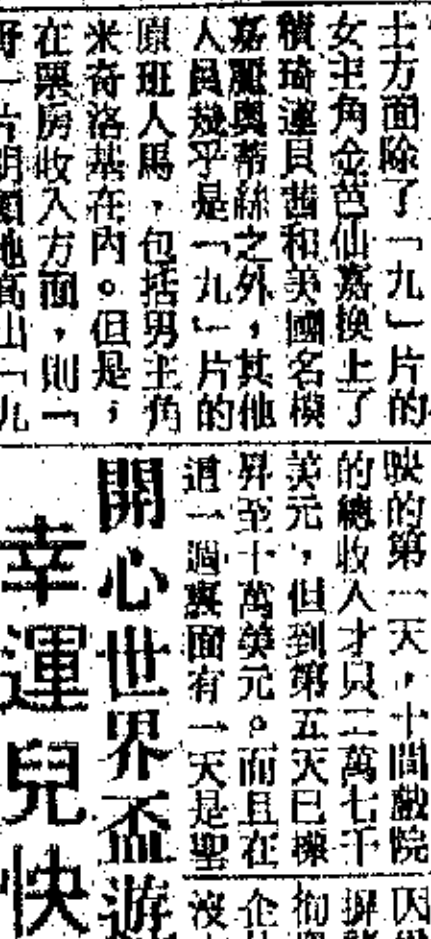 士方面除了「九」片的
女主角金芭仙嘉換上了
積琦蓮貝茜和美國名模
嘉麗奧蒂絲之外，其他
人員幾乎是「九」片的
原班人馬，包括男主角
米奇洛基在內。但是，
在票房收入方面，則一
映的第一天，十間戲院
的總收入才只二萬七千
美元，但到第五天已標
昇至十萬美元。而且在
這一週裏面有一天是聖
開心世界盃游
幸運兒快